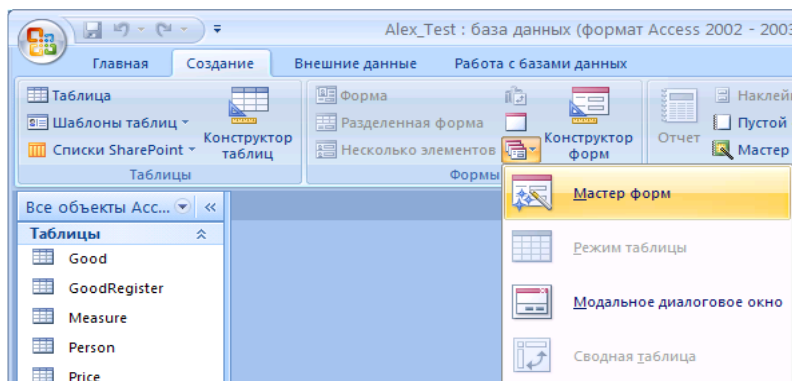 Alex_Test : база данных (формат Access 2002 - 2003
Главная Создание Внешние данные Работа с базами данных
Таблица
Шаблоны таблиц
Списки SharePoint
Конструктор
таблиц
Таблицы
Форма
Разделенная форма
Несколько элементов
Конструктор
форм
Формы
Отчет
Наклей
Пустой
Мастер
Мастер форм
Режим таблицы
Модальное диалоговое окно
Сводная таблица
Все объекты Acc...
Таблицы
Good
GoodRegister
Measure
Person
Price